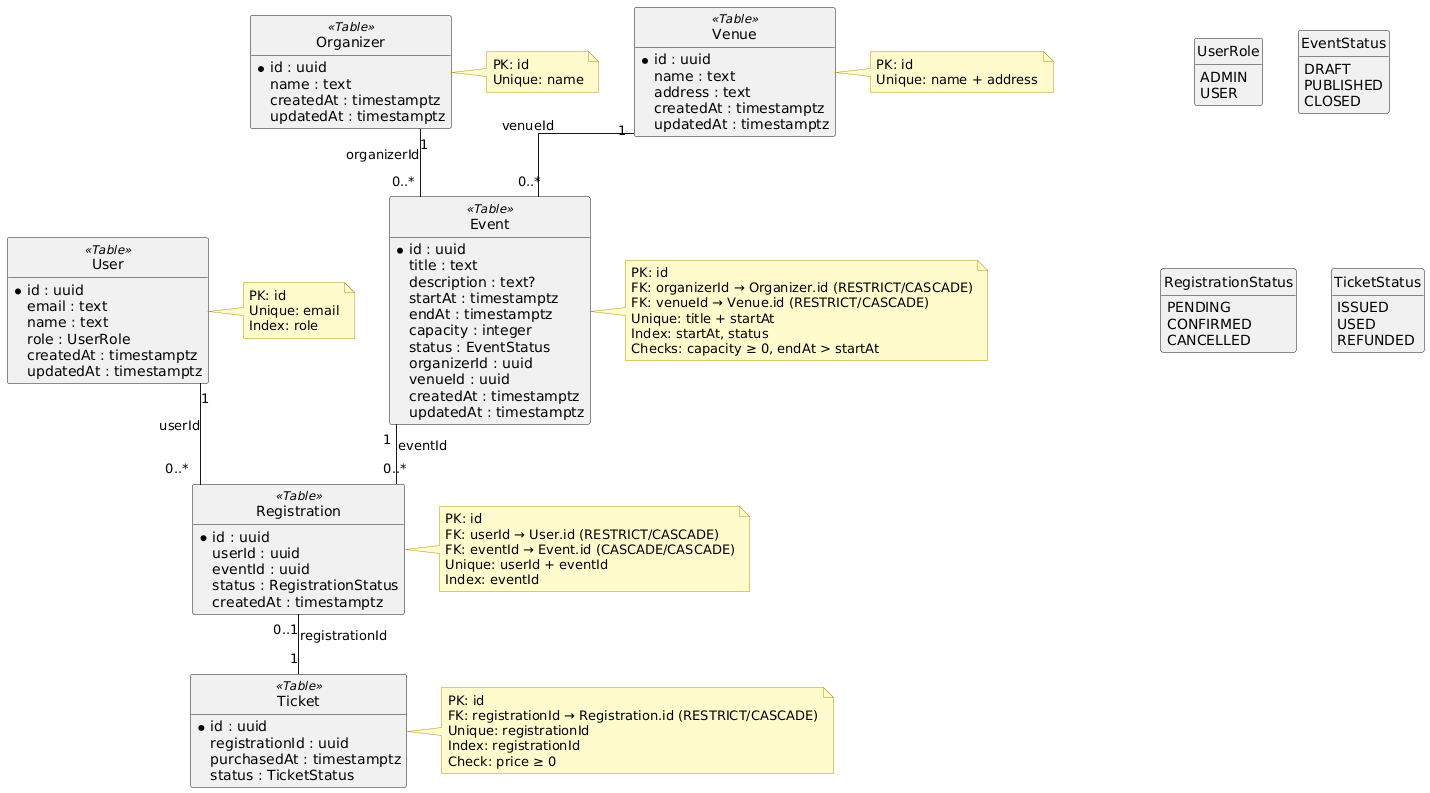 «Table»
Organizer
id : uuid
name : text
createdAt : timestamptz
updatedAt : timestamptz
PK: id
Unique: name
«Table»
Venue
id : uuid
name : text
address : text
createdAt : timestamptz
updatedAt : timestamptz
PK: id
Unique: name + address
UserRole
ADMIN
USER
EventStatus
DRAFT
PUBLISHED
CLOSED
1
organizerId
0..*
venueId
1
0..*
«Table»
User
id : uuid
email : text
name : text
role : UserRole
createdAt : timestamptz
updatedAt : timestamptz
PK: id
Unique: email
Index: role
«Table»
Event
id : uuid
title : text
description : text?
startAt : timestamptz
endAt : timestamptz
capacity : integer
status : EventStatus
organizerId : uuid
venueId : uuid
createdAt : timestamptz
updatedAt : timestamptz
PK: id
FK: organizerId → Organizer.id (RESTRICT/CASCADE)
FK: venueId → Venue.id (RESTRICT/CASCADE)
Unique: title + startAt
Index: startAt, status
Checks: capacity ≥ 0, endAt > startAt
RegistrationStatus
PENDING
CONFIRMED
CANCELLED
TicketStatus
ISSUED
USED
REFUNDED
1
userId
0..*
1
eventId
0..*
«Table»
Registration
id : uuid
userId : uuid
eventId : uuid
status : RegistrationStatus
createdAt : timestamptz
PK: id
FK: userId → User.id (RESTRICT/CASCADE)
FK: eventId → Event.id (CASCADE/CASCADE)
Unique: userId + eventId
Index: eventId
0..1
registrationId
1
«Table»
Ticket
id : uuid
registrationId : uuid
purchasedAt : timestamptz
status : TicketStatus
PK: id
FK: registrationId → Registration.id (RESTRICT/CASCADE)
Unique: registrationId
Index: registrationId
Check: price ≥ 0